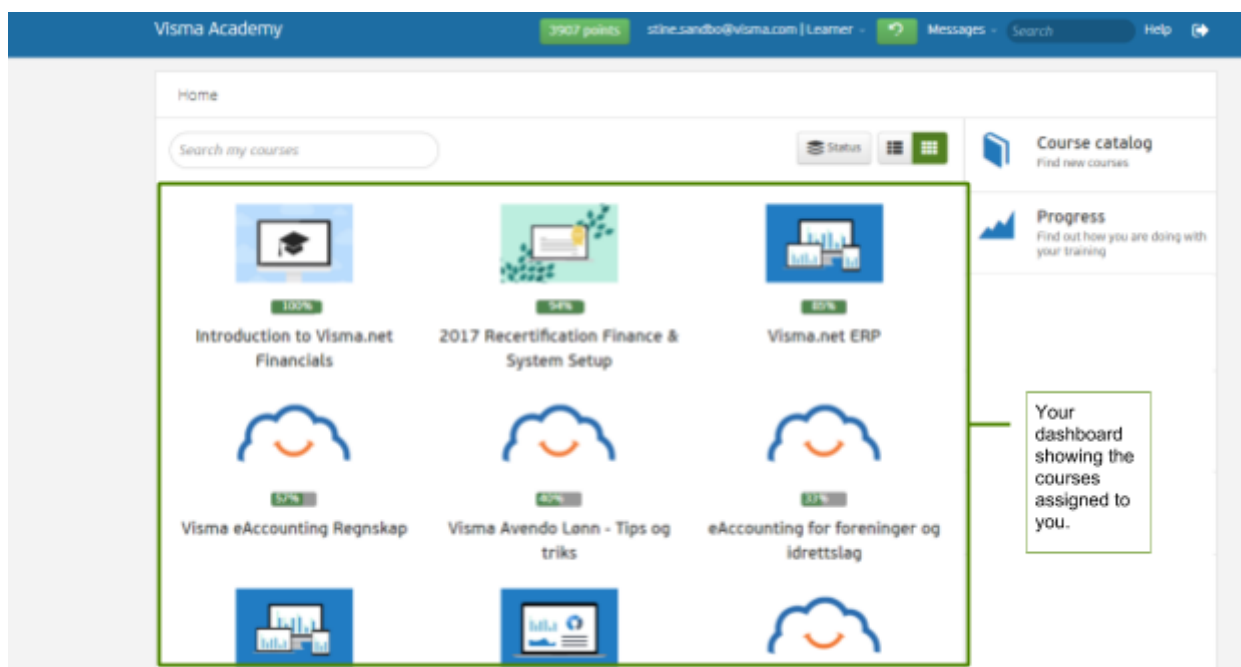 Visma Academy
3907 points
stine.sandbo@visma.com | Learner
Messages
Search
Help
Home
Search my courses
Status
Course catalog
Find new courses
Progress
Find out how you are doing with
your training
100%
94%
85%
Introduction to Visma.net
Financials
2017 Recertification Finance &
System Setup
Visma.net ERP
57%
40%
33%
Visma eAccounting Regnskap
Visma Avendo Lønn - Tips og
triks
eAccounting for foreninger og
idrettslag
Your
dashboard
showing the
courses
assigned to
you.